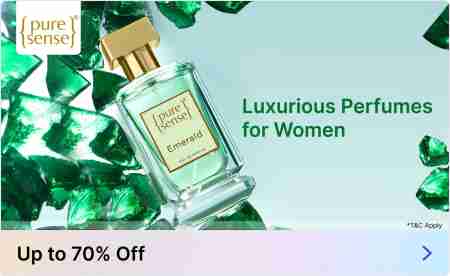 {pure
sense}®
{pure
sense}
Emerald
Luxurious Perfumes
for Women
*T&C Apply
Up to 70% Off